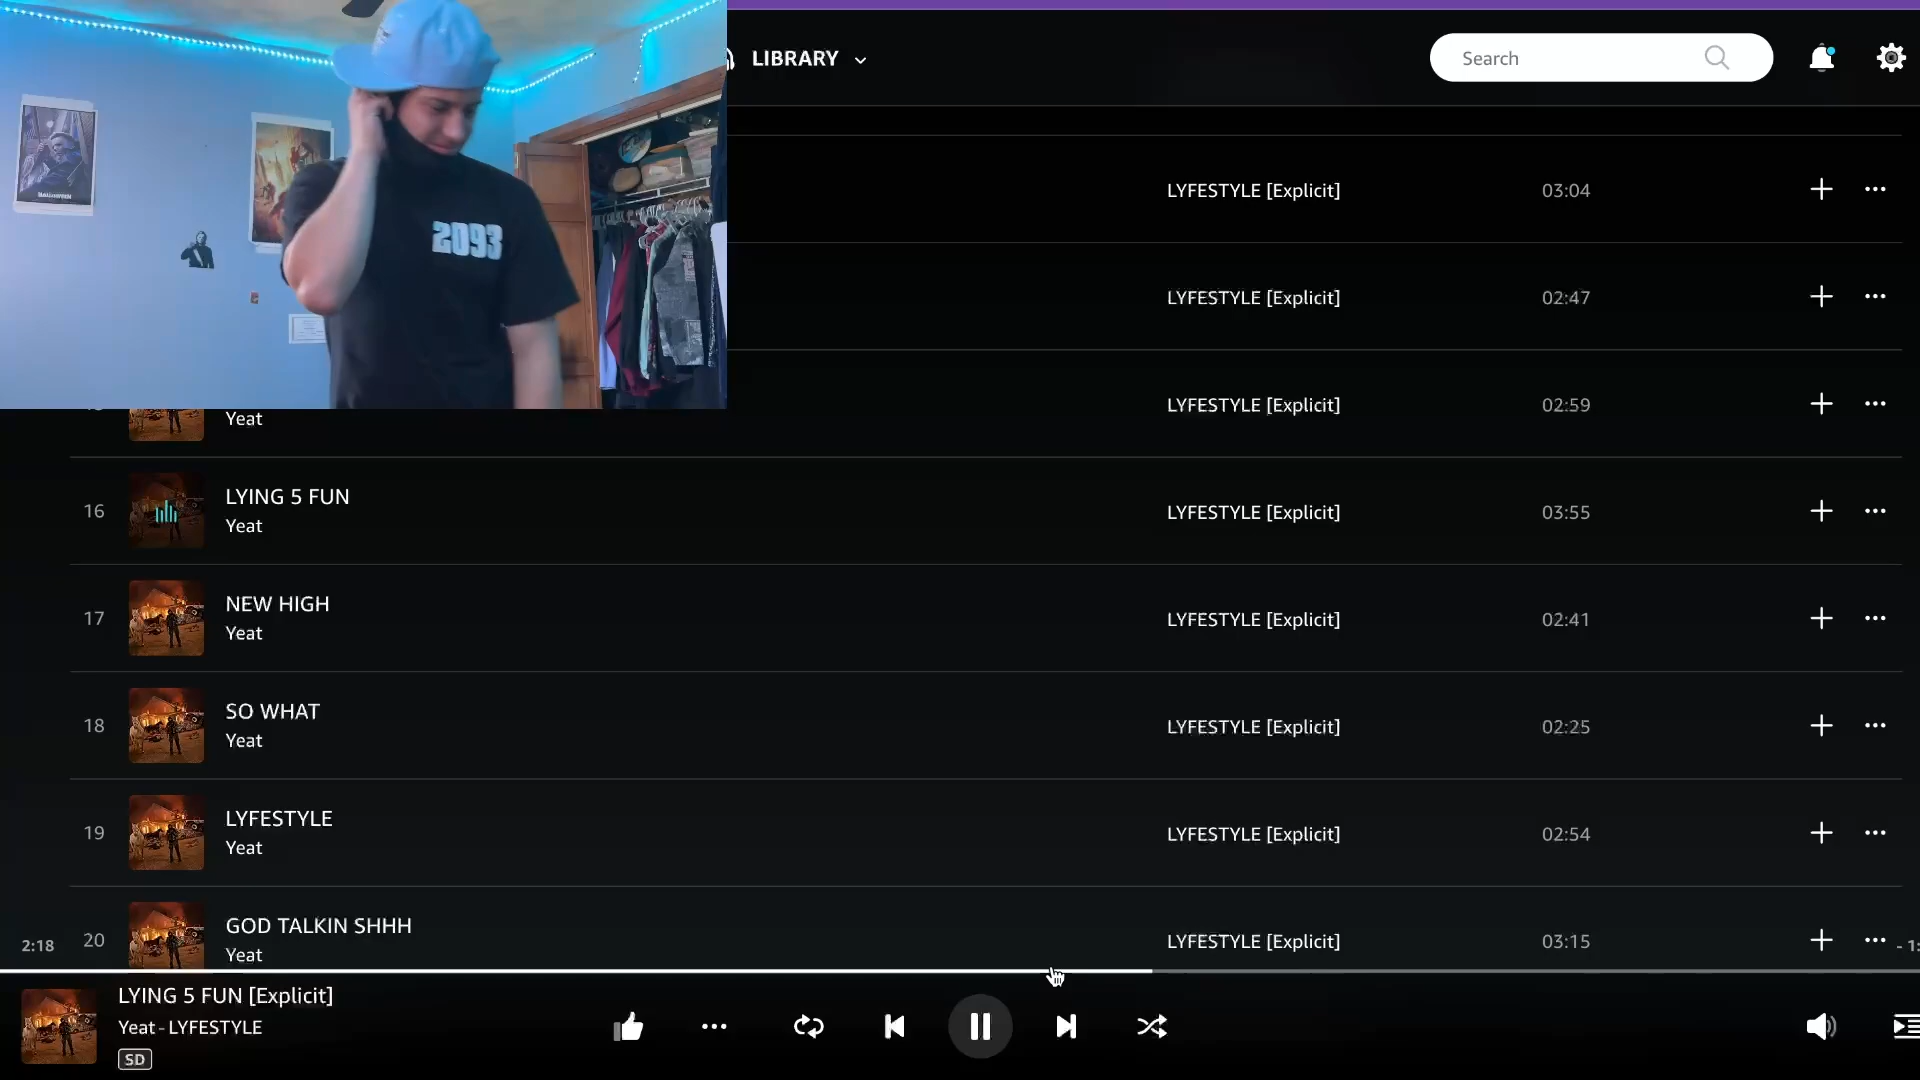 LIBRARY
Search
2093
LYFESTYLE [Explicit] 03:04
LYFESTYLE [Explicit] 02:47
Yeat LYFESTYLE [Explicit] 02:59
16 LYING 5 FUN
Yeat LYFESTYLE [Explicit] 03:55
17 NEW HIGH
Yeat LYFESTYLE [Explicit] 02:41
18 SO WHAT
Yeat LYFESTYLE [Explicit] 02:25
19 LYFESTYLE
Yeat LYFESTYLE [Explicit] 02:54
2:18 20 GOD TALKIN SHHH
Yeat LYFESTYLE [Explicit] 03:15
LYING 5 FUN [Explicit]
Yeat - LYFESTYLE
SD